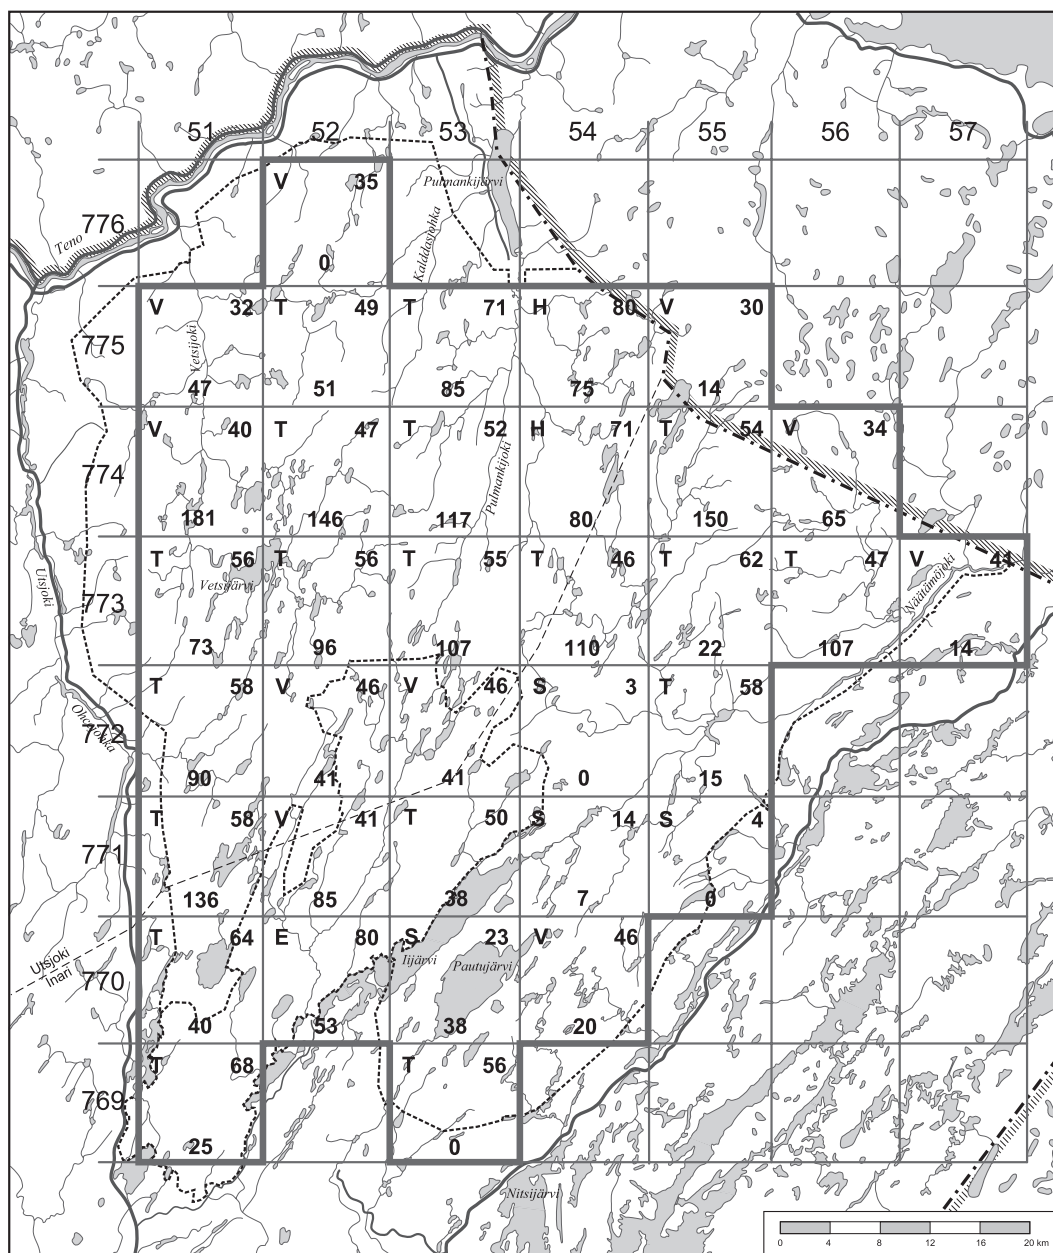 51 52 53 54 55 56 57
V 35 Pulmankijärvi
776
Teno
Kalddasjohka
0
V 32 T 49 T 71 H 80 V 30
775 Vetsijoki
47 51 85 75 14
V 40 T 47 T 52 H 71 T 54 V 34
774 Pulmankijoki
181 146 117 80 150 65
T 56 T 56 T 55 T 46 T 62 T 47 V 44
Utsjoki Vetsijärvi Näätämöjoki
773
73 96 107 110 22 107 14
T 58 V 46 V 46 S 3 T 58
Ohcejohka
772
90 41 41 0 15
T 58 V 41 T 50 S 14 S 4
771
136 85 38 7 0
T 64 E 80 S 23 V 46
Utsjoki
Inari
Iijärvi Pautujärvi
770
40 53 38 20
T 68 T 56
769
25 0
Nitsijärvi
0 4 8 12 16 20 km